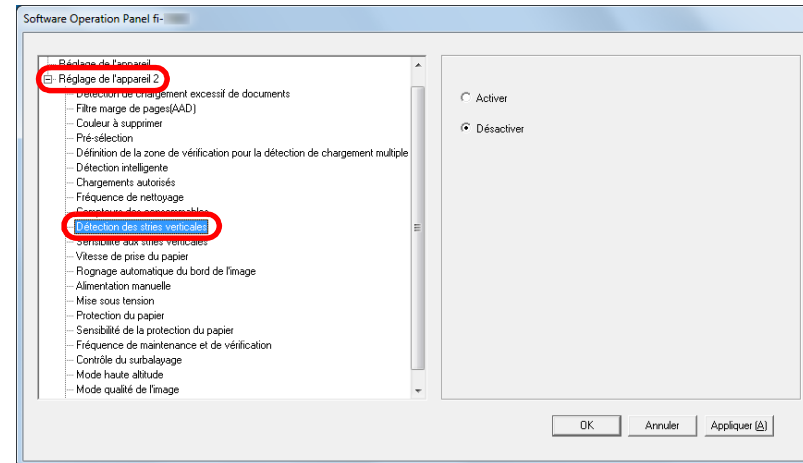 Software Operation Panel fi-
Réglage de l'appareil
Réglage de l'appareil 2
Détection de chargement excessif de documents
Filtre marge de pages(AAD)
Couleur à supprimer
Pré-sélection
Définition de la zone de vérification pour la détection de chargement multiple
Détection intelligente
Chargements autorisés
Fréquence de nettoyage
Compteurs des consommables
Détection des stries verticales
Sensibilité aux stries verticales
Vitesse de prise du papier
Rognage automatique du bord de l'image
Alimentation manuelle
Mise sous tension
Protection du papier
Sensibilité de la protection du papier
Fréquence de maintenance et de vérification
Contrôle du surbalayage
Mode haute altitude
Mode qualité de l'image
Activer
Désactiver
OK
Annuler
Appliquer (A)